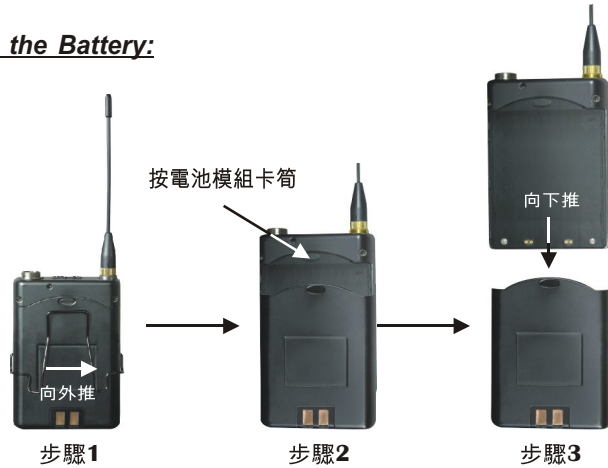 the Battery:
按電池模組卡筍
向下推
向外推
步驟1
步驟2
步驟3